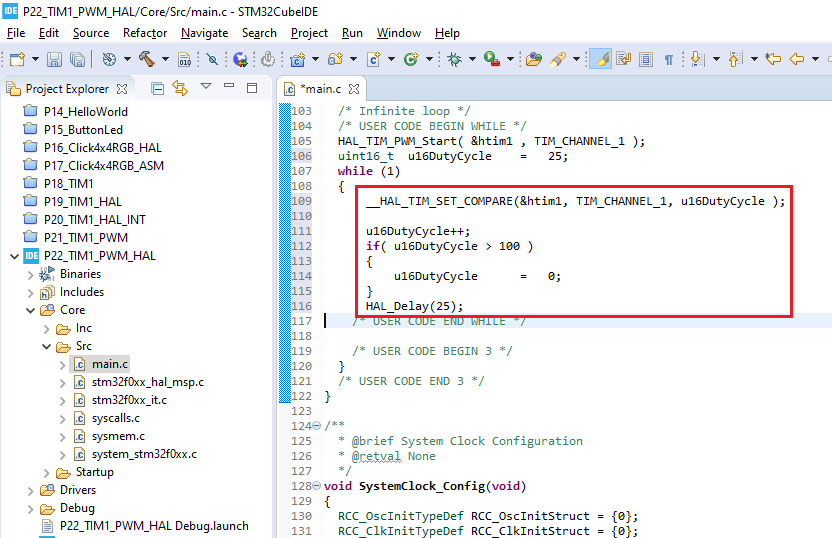 P22_TIM1_PWM_HAL/Core/Src/main.c - STM32CubeIDE
File Edit Source Refactor Navigate Search Project Run Window Help
Project Explorer
P14_HelloWorld
P15_ButtonLed
P16_Click4x4RGB_HAL
P17_Click4x4RGB_ASM
P18_TIM1
P19_TIM1_HAL
P20_TIM1_HAL_INT
P21_TIM1_PWM
IDE P22_TIM1_PWM_HAL
Binaries
Includes
Core
Inc
Src
main.c
stm32f0xx_hal_msp.c
stm32f0xx_it.c
syscalls.c
sysmem.c
system_stm32f0xx.c
Startup
Drivers
Debug
P22_TIM1_PWM_HAL Debug.launch
*main.c
103 /* Infinite loop */
104 /* USER CODE BEGIN WHILE */
105 HAL_TIM_PWM_Start( &htim1 , TIM_CHANNEL_1 );
106 uint16_t u16DutyCycle = 25;
107 while (1)
108 {
109 __HAL_TIM_SET_COMPARE(&htim1, TIM_CHANNEL_1, u16DutyCycle );
110
111 u16DutyCycle++;
112 if( u16DutyCycle > 100 )
113 {
114 u16DutyCycle = 0;
115 }
116 HAL_Delay(25);
117 /* USER CODE END WHILE */
118
119 /* USER CODE BEGIN 3 */
120 }
121 /* USER CODE END 3 */
122 }
123
124 /**
125 * @brief System Clock Configuration
126 * @retval None
127 */
128 void SystemClock_Config(void)
129 {
130 RCC_OscInitTypeDef RCC_OscInitStruct = {0};
131 RCC_ClkInitTypeDef RCC_ClkInitStruct = {0};